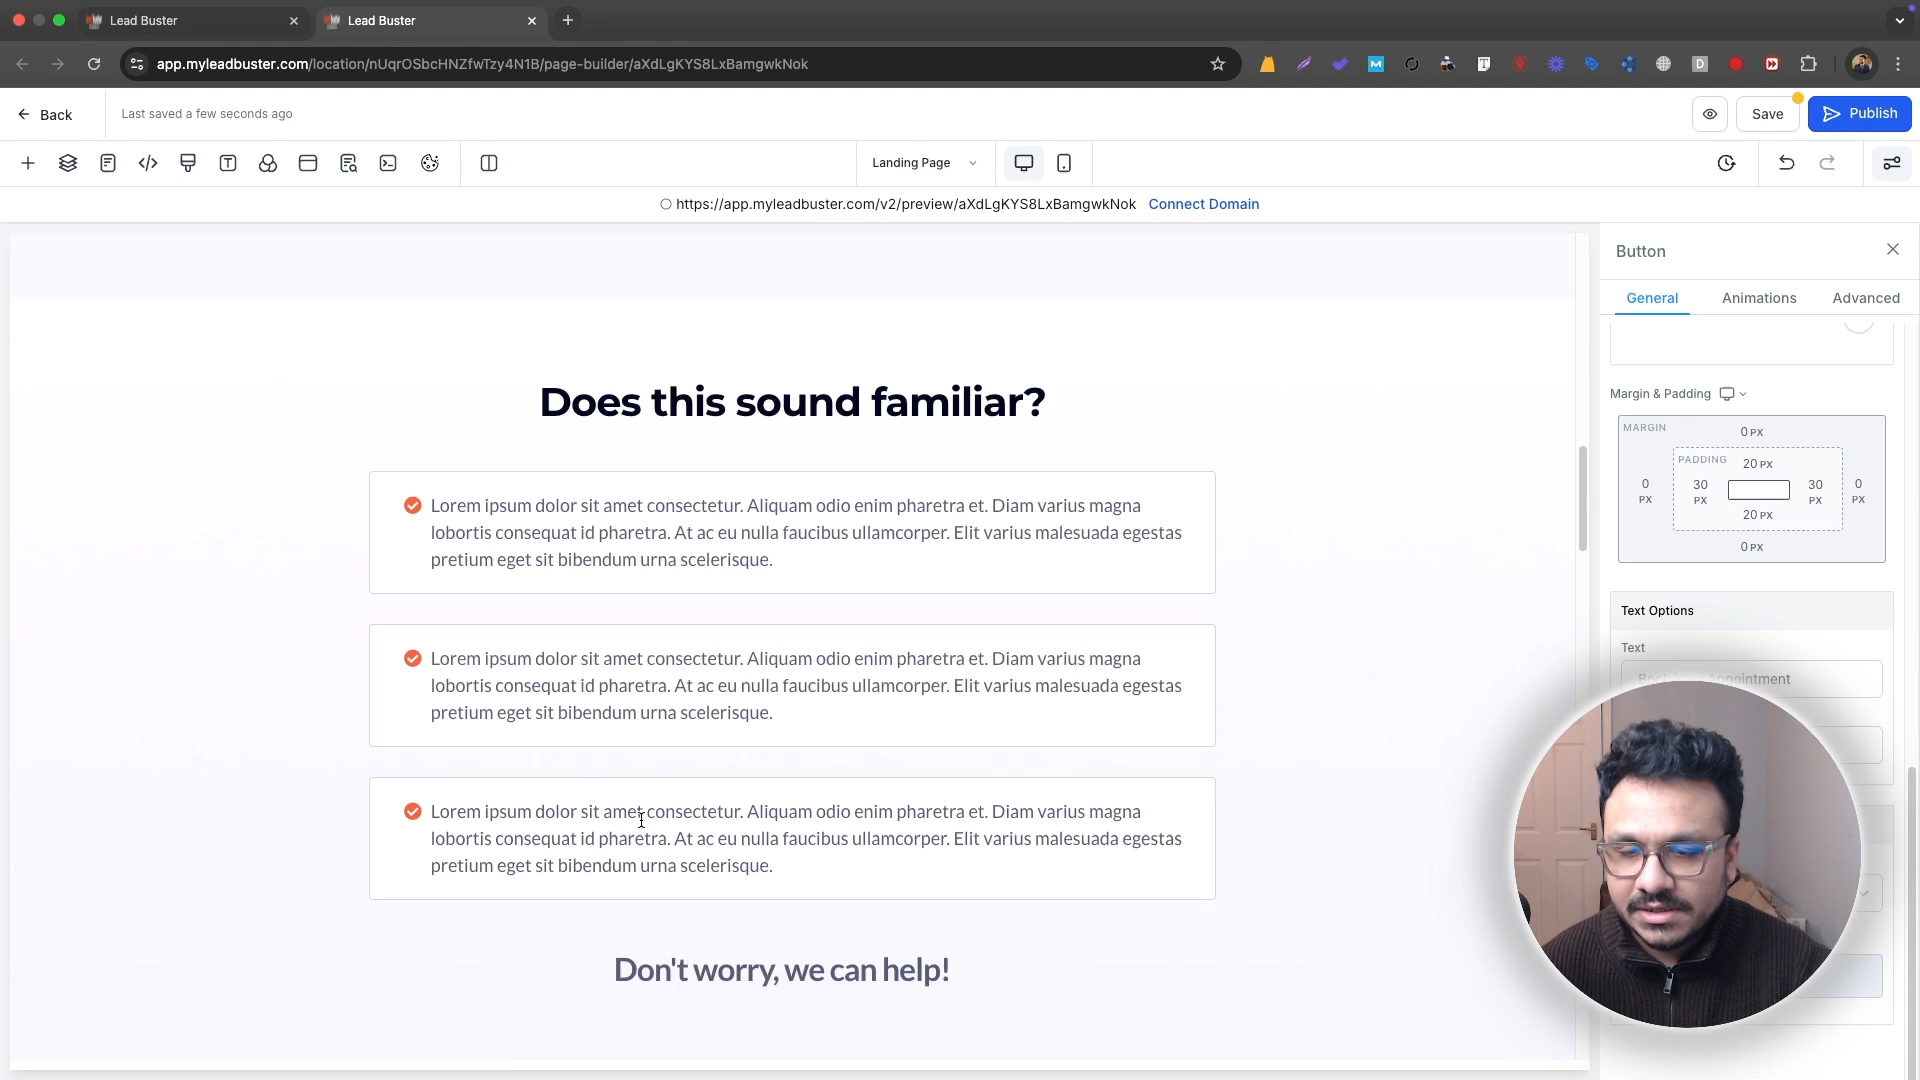 Lead Buster
Lead Buster
app.myleadbuster.com/location/nUqrOSbcHNZfwTzy4N1B/page-builder/aXdLgKYS8LxBamgwkNok
Back
Last saved a few seconds ago
Save
Publish
Landing Page
https://app.myleadbuster.com/v2/preview/aXdLgKYS8LxBamgwkNok Connect Domain
Button
General Animations Advanced
Margin & Padding
MARGIN
0 PX
PADDING
20 PX
0 PX
30 PX
30 PX
0 PX
20 PX
0 PX
Text Options
Text
Does this sound familiar?
Lorem ipsum dolor sit amet consectetur. Aliquam odio enim pharetra et. Diam varius magna
lobortis consequat id pharetra. At ac eu nulla faucibus ullamcorper. Elit varius malesuada egestas
pretium eget sit bibendum urna scelerisque.
Lorem ipsum dolor sit amet consectetur. Aliquam odio enim pharetra et. Diam varius magna
lobortis consequat id pharetra. At ac eu nulla faucibus ullamcorper. Elit varius malesuada egestas
pretium eget sit bibendum urna scelerisque.
Lorem ipsum dolor sit amet consectetur. Aliquam odio enim pharetra et. Diam varius magna
lobortis consequat id pharetra. At ac eu nulla faucibus ullamcorper. Elit varius malesuada egestas
pretium eget sit bibendum urna scelerisque.
Don't worry, we can help!